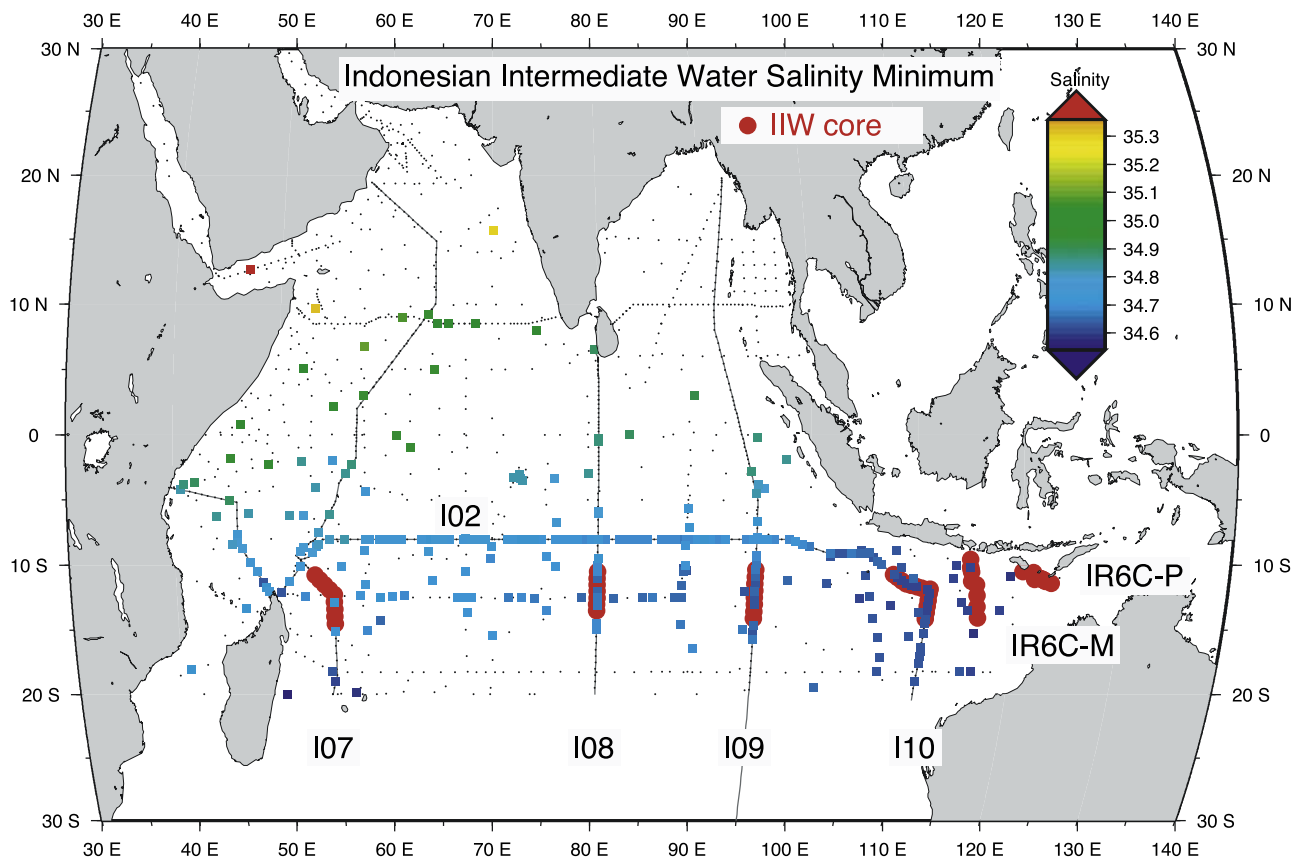 30 E 40 E 50 E 60 E 70 E 80 E 90 E 100 E 110 E 120 E 130 E 140 E
30 N 30 N
Indonesian Intermediate Water Salinity Minimum
Salinity
IIW core
35.3
35.2
20 N 20 N
35.1
35.0
34.9
34.8
10 N 34.7 10 N
34.6
0 0
I02
10 S 10 S
IR6C-P
IR6C-M
20 S 20 S
I07 I08 I09 I10
30 S 30 S
30 E 40 E 50 E 60 E 70 E 80 E 90 E 100 E 110 E 120 E 130 E 140 E